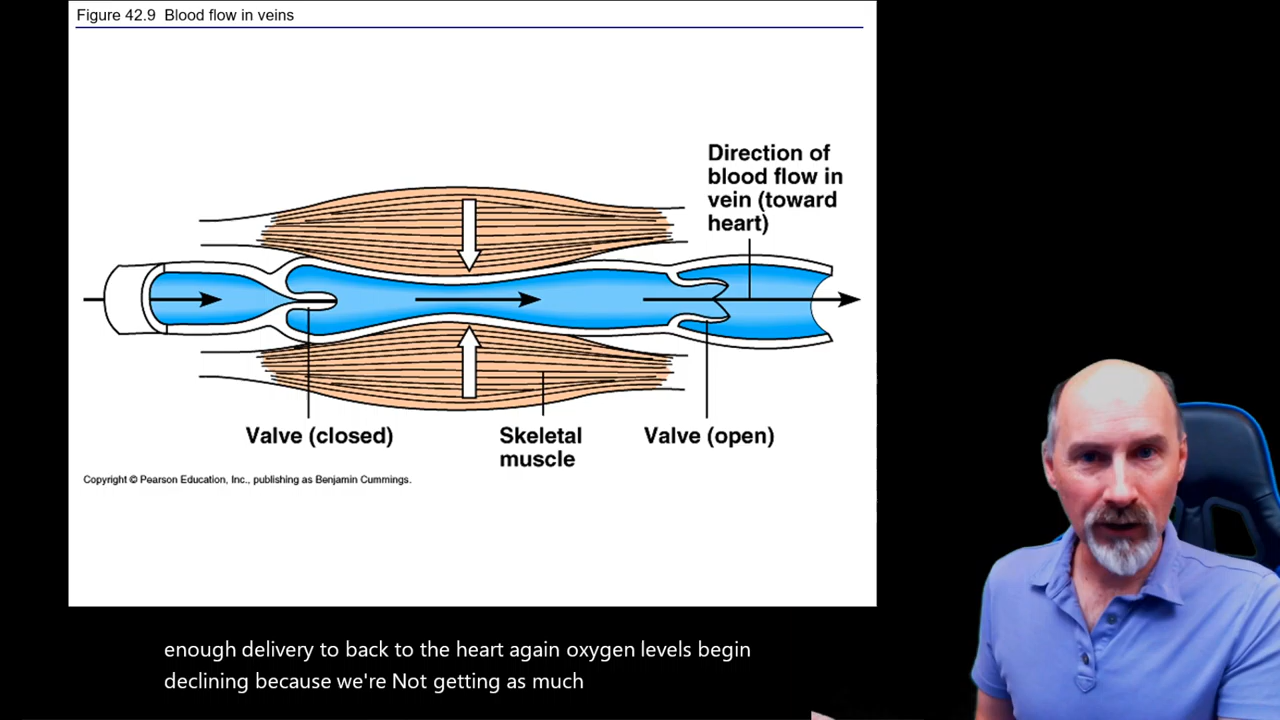 Figure 42.9  Blood flow in veins
Direction of
blood flow in
vein (toward
heart)
Valve (closed)
Skeletal
muscle
Valve (open)
Copyright © Pearson Education, Inc., publishing as Benjamin Cummings.
enough delivery to back to the heart again oxygen levels begin
declining because we're Not getting as much